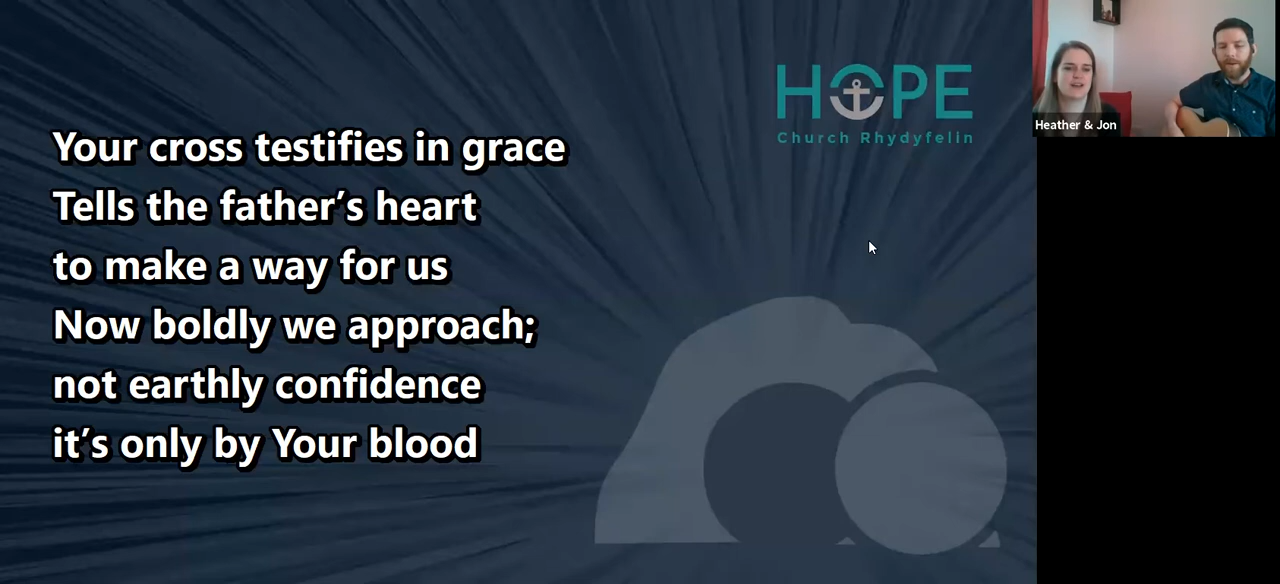 HOPE
Church Rhydyfelin
Your cross testifies in grace
Tells the father’s heart
to make a way for us
Now boldly we approach;
not earthly confidence
it’s only by Your blood
Heather & Jon